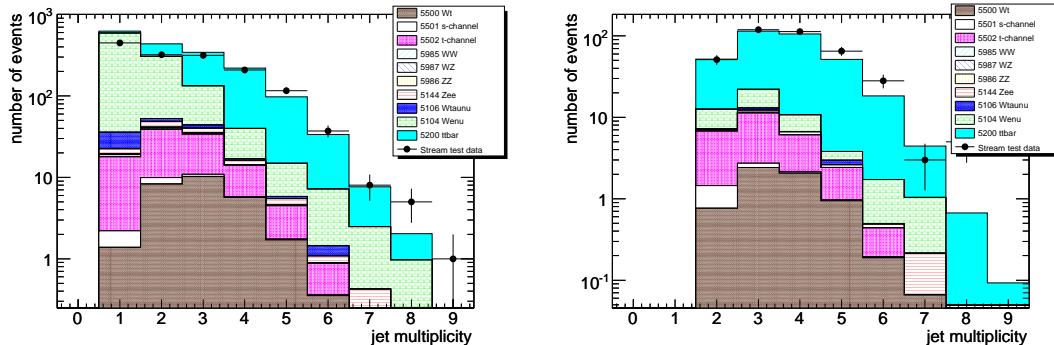 number of events
10³
10²
10
1
0 1 2 3 4 5 6 7 8 9
jet multiplicity
5500 Wt
5501 s-channel
5502 t-channel
5985 WW
5987 WZ
5986 ZZ
5144 Zee
5106 Wtaunu
5104 Wenu
5200 ttbar
Stream test data
number of events
10²
10
1
10⁻¹
0 1 2 3 4 5 6 7 8 9
jet multiplicity
5500 Wt
5501 s-channel
5502 t-channel
5985 WW
5987 WZ
5986 ZZ
5144 Zee
5106 Wtaunu
5104 Wenu
5200 ttbar
Stream test data